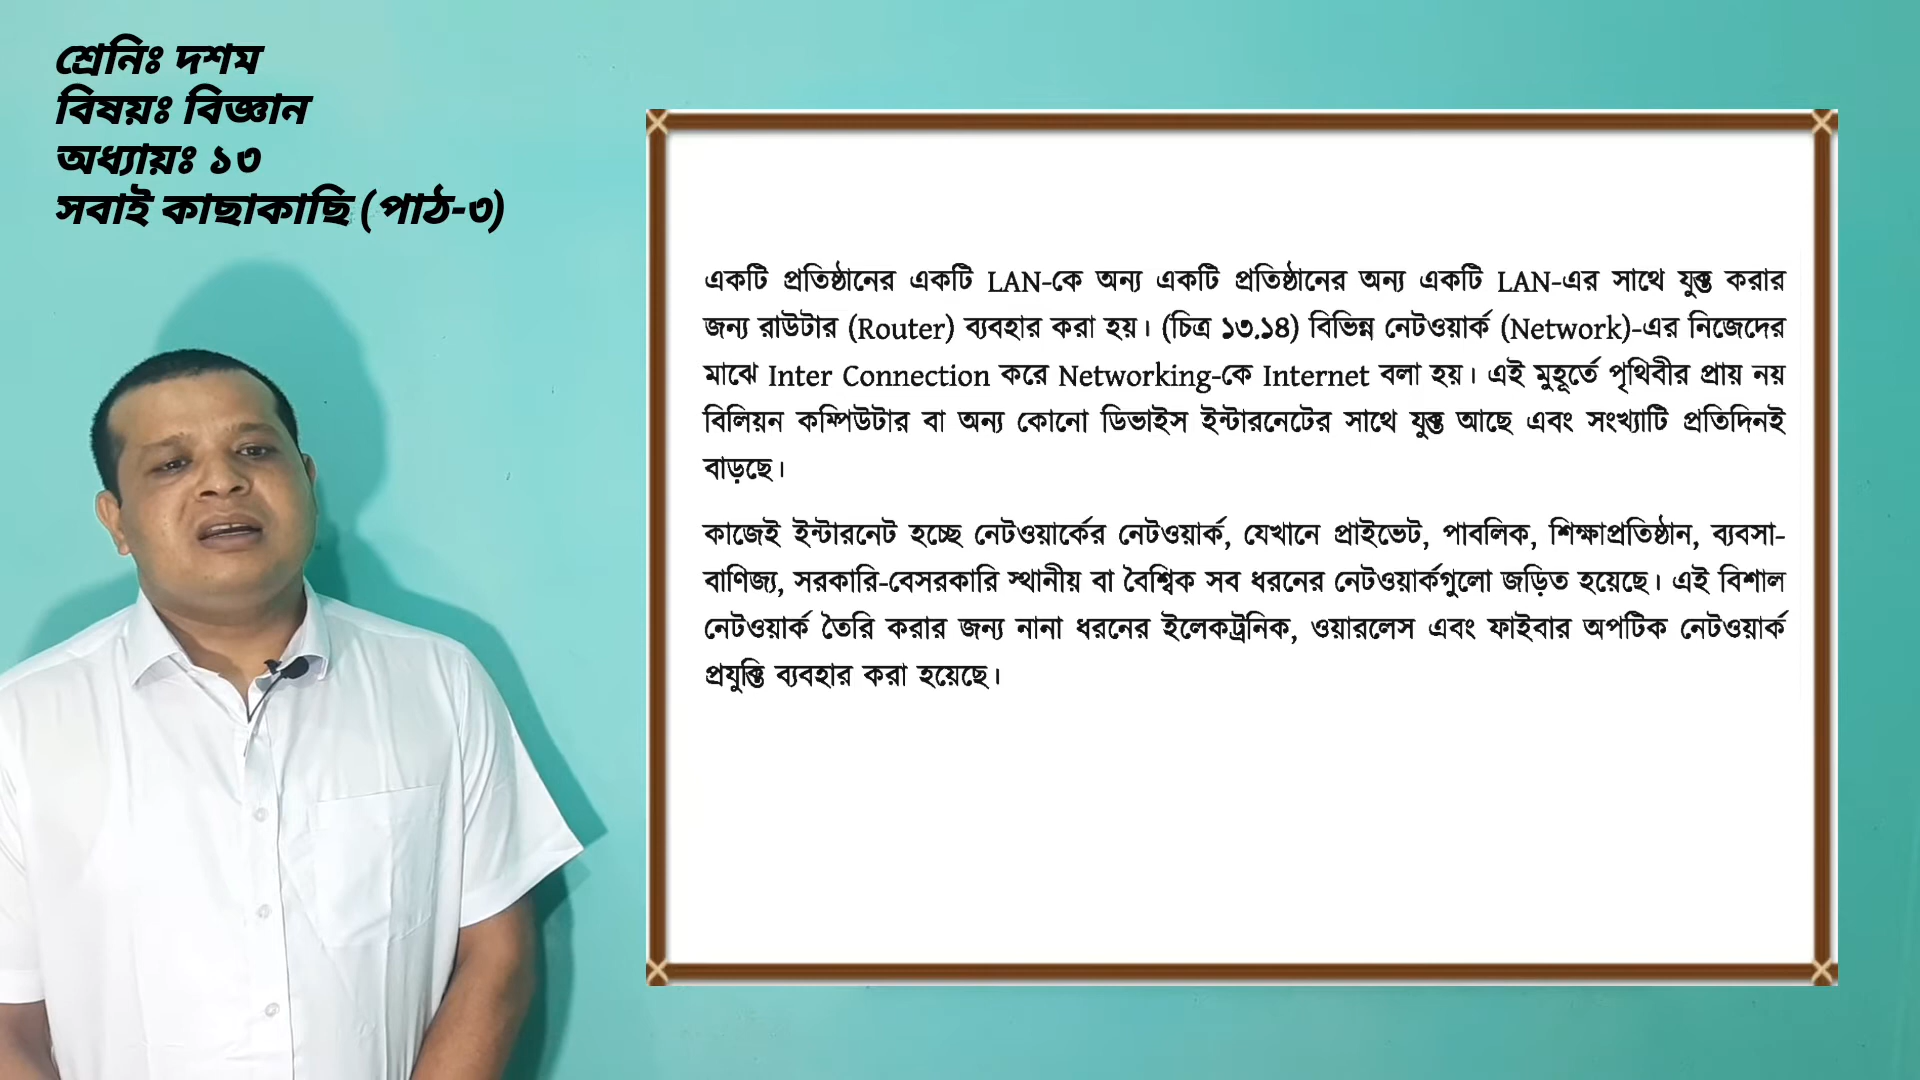 শ্রেনিঃ দশম
বিষয়ঃ বিজ্ঞান
অধ্যায়ঃ ১৩
সবাই কাছাকাছি (পাঠ-৩)
একটি প্রতিষ্ঠানের একটি LAN-কে অন্য একটি প্রতিষ্ঠানের অন্য একটি LAN-এর সাথে যুক্ত করার
জন্য রাউটার (Router) ব্যবহার করা হয়। (চিত্র ১৩.১৪) বিভিন্ন নেটওয়ার্ক (Network)-এর নিজেদের
মাঝে Inter Connection করে Networking-কে Internet বলা হয়। এই মুহূর্তে পৃথিবীর প্রায় নয়
বিলিয়ন কম্পিউটার বা অন্য কোনো ডিভাইস ইন্টারনেটের সাথে যুক্ত আছে এবং সংখ্যাটি প্রতিদিনই
বাড়ছে।
কাজেই ইন্টারনেট হচ্ছে নেটওয়ার্কের নেটওয়ার্ক, যেখানে প্রাইভেট, পাবলিক, শিক্ষাপ্রতিষ্ঠান, ব্যবসা-
বাণিজ্য, সরকারি-বেসরকারি স্থানীয় বা বৈশ্বিক সব ধরনের নেটওয়ার্কগুলো জড়িত হয়েছে। এই বিশাল
নেটওয়ার্ক তৈরি করার জন্য নানা ধরনের ইলেকট্রনিক, ওয়ারলেস এবং ফাইবার অপটিক নেটওয়ার্ক
প্রযুক্তি ব্যবহার করা হয়েছে।